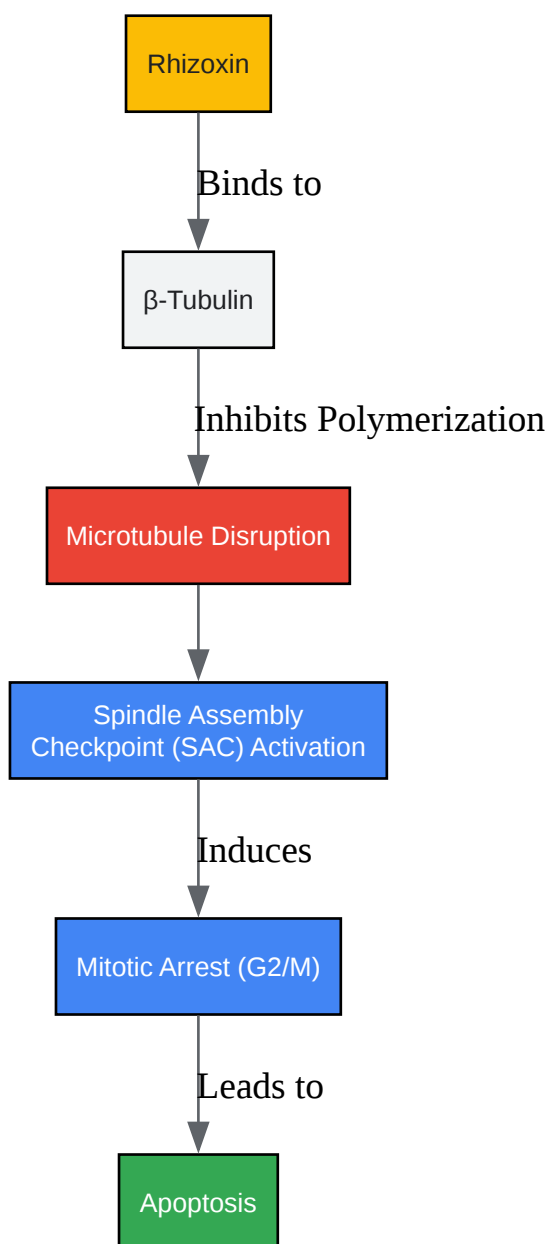 Rhizoxin
Binds to
β-Tubulin
Inhibits Polymerization
Microtubule Disruption
Spindle Assembly
Checkpoint (SAC) Activation
Induces
Mitotic Arrest (G2/M)
Leads to
Apoptosis